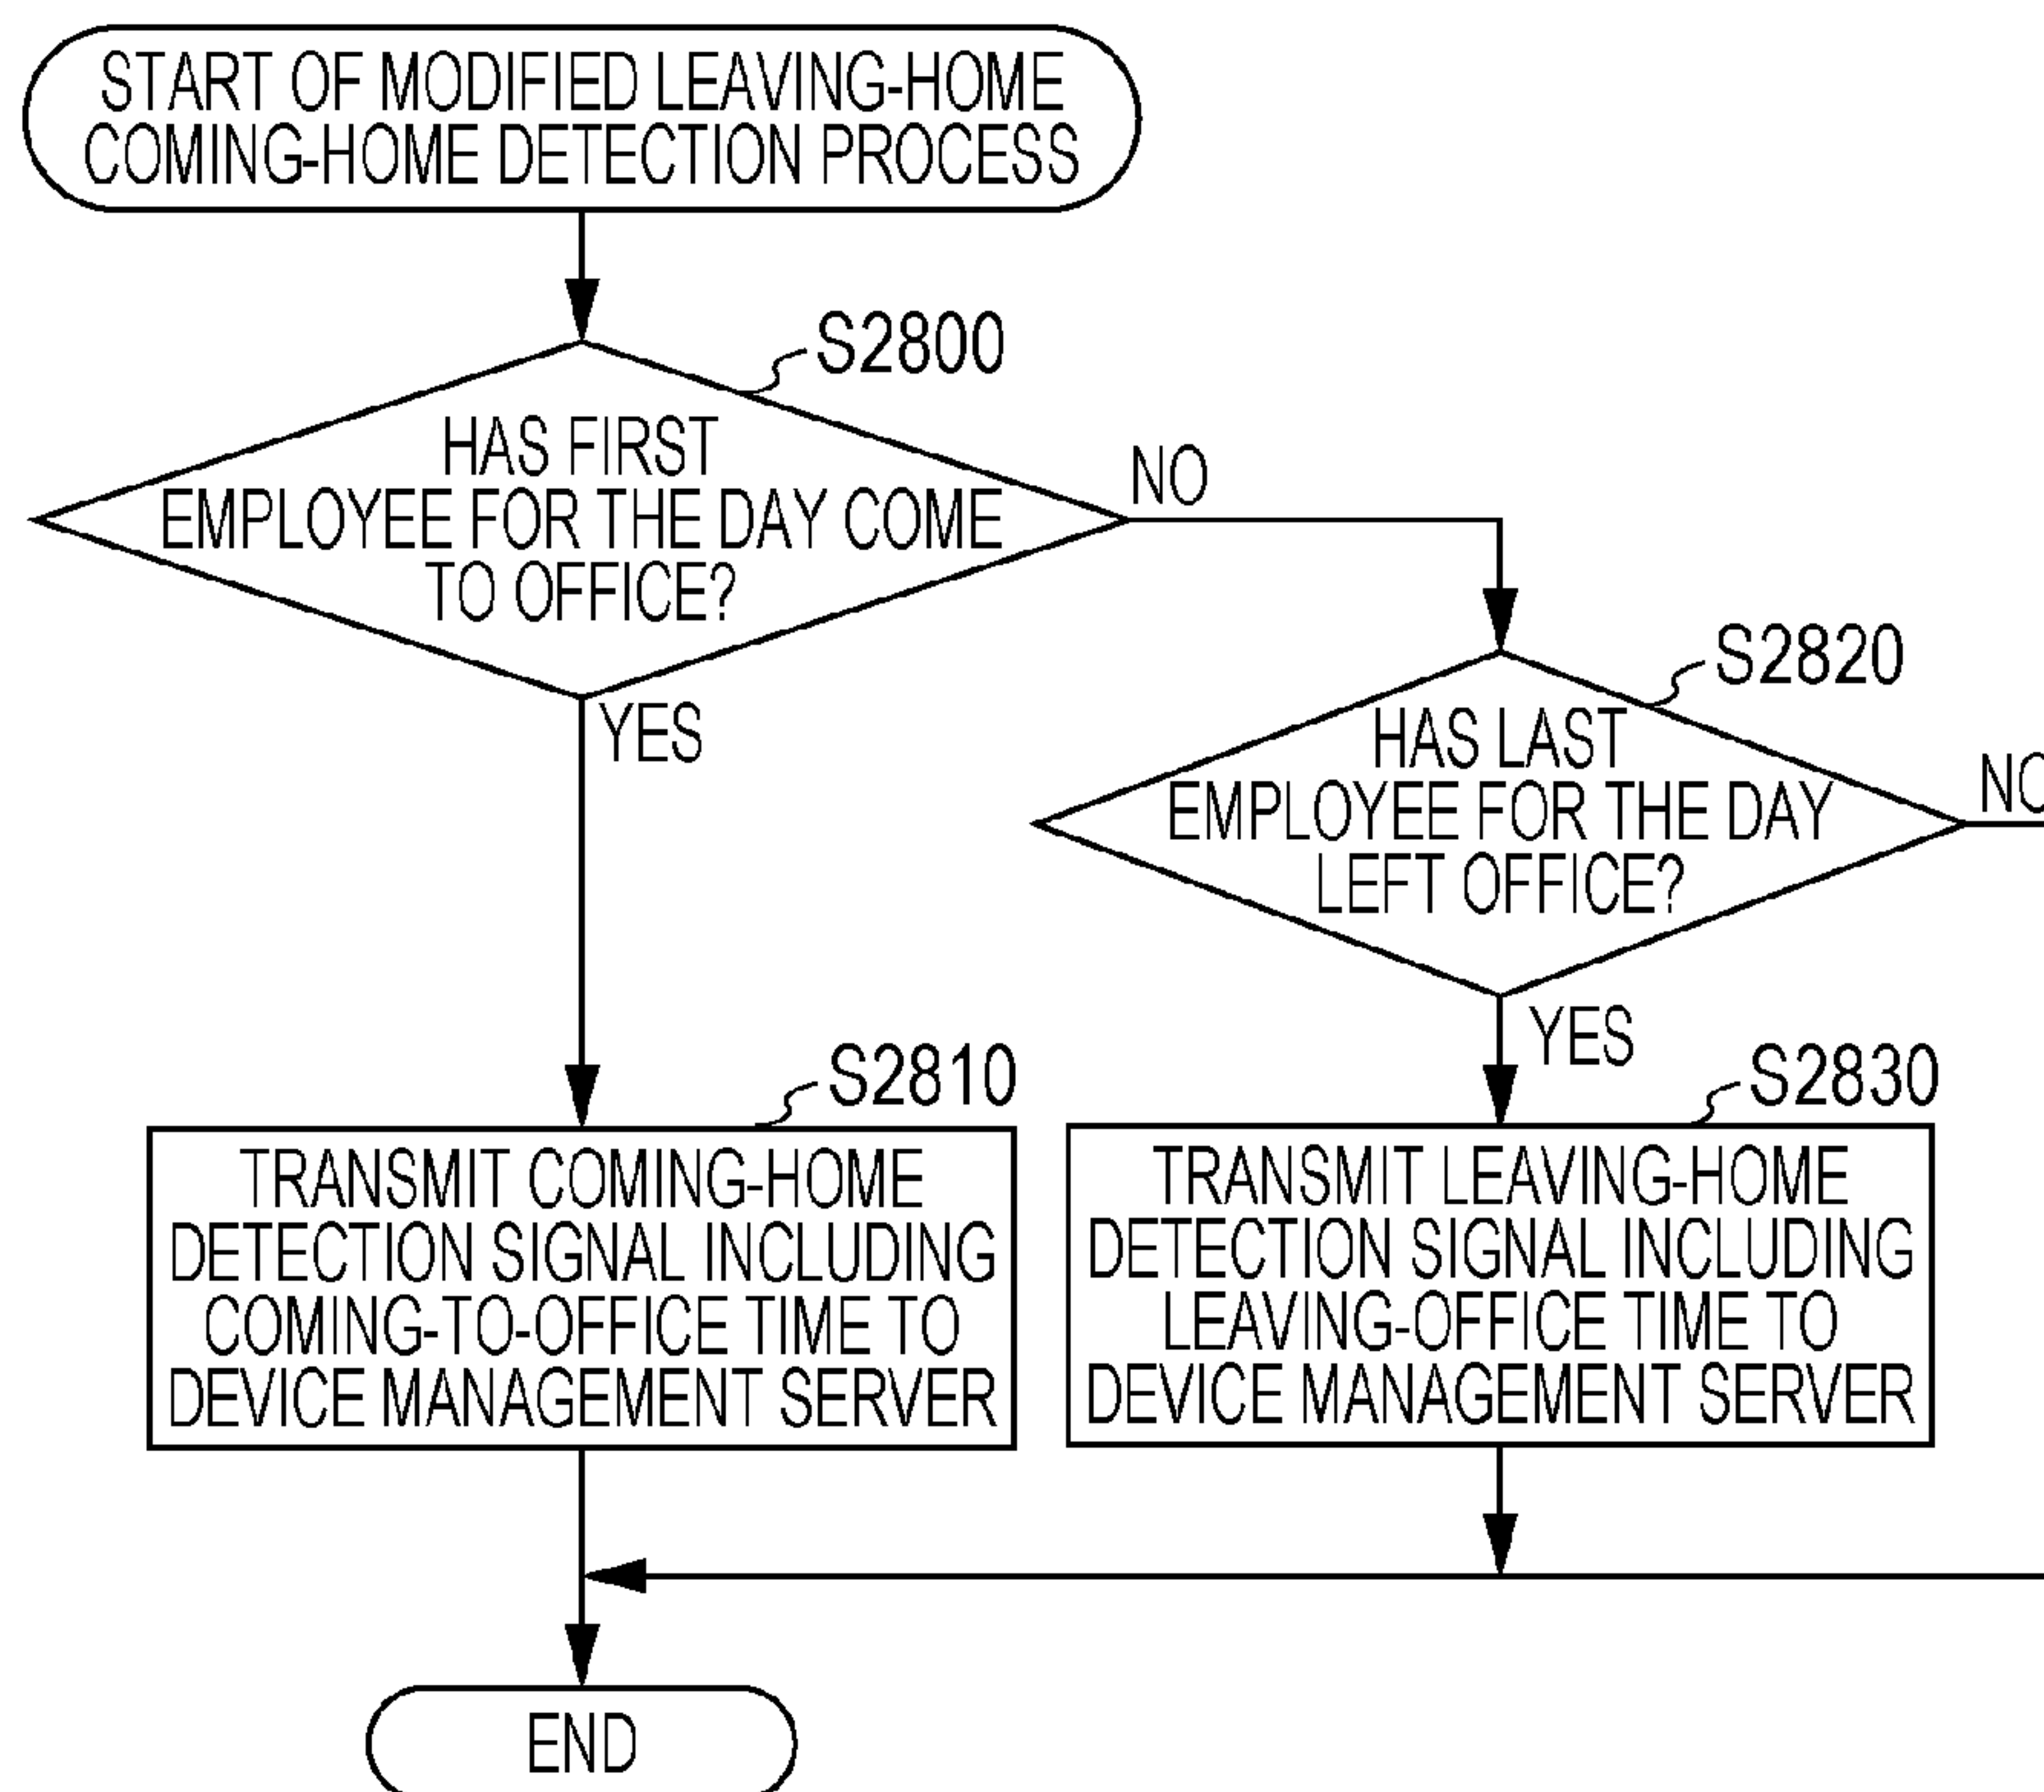 START OF MODIFIED LEAVING-HOME
COMING-HOME DETECTION PROCESS
S2800
HAS FIRST
EMPLOYEE FOR THE DAY COME
TO OFFICE?
NO
YES
S2820
HAS LAST
EMPLOYEE FOR THE DAY
LEFT OFFICE?
NO
YES
S2810
TRANSMIT COMING-HOME
DETECTION SIGNAL INCLUDING
COMING-TO-OFFICE TIME TO
DEVICE MANAGEMENT SERVER
S2830
TRANSMIT LEAVING-HOME
DETECTION SIGNAL INCLUDING
LEAVING-OFFICE TIME TO
DEVICE MANAGEMENT SERVER
END